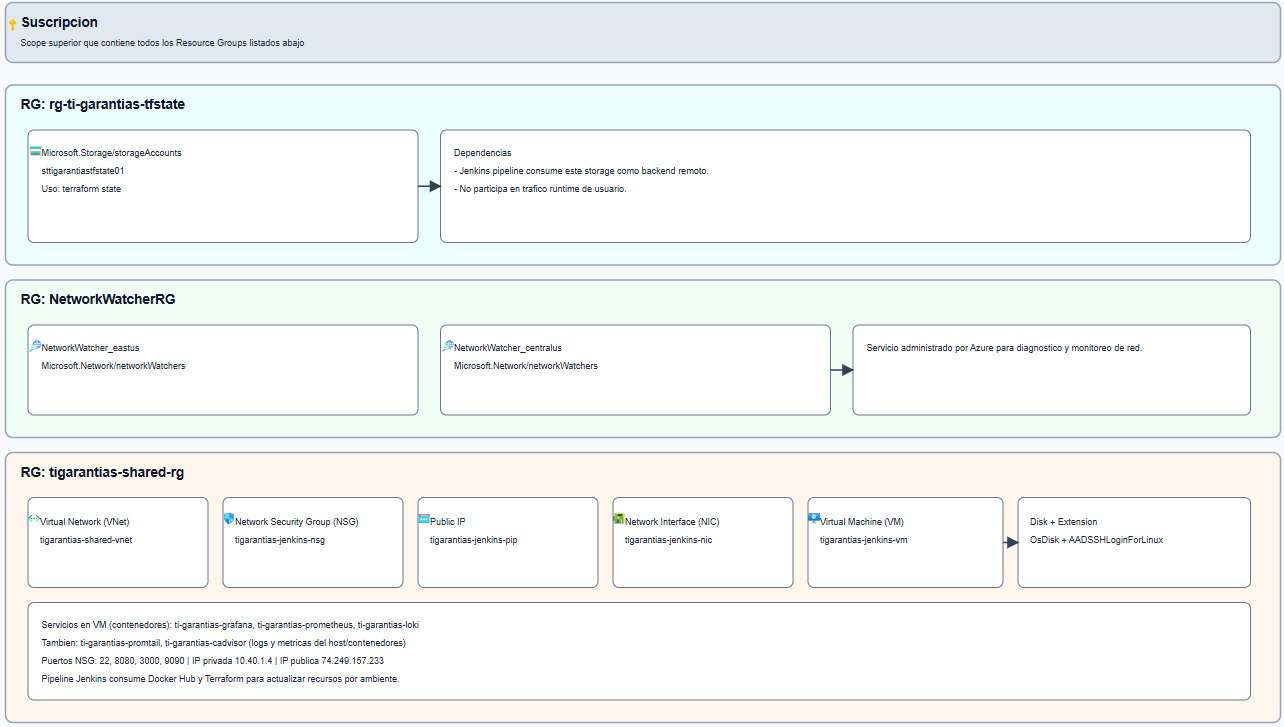 Suscripcion
Scope superior que contiene todos los Resource Groups listados abajo
RG: rg-ti-garantias-tfstate
Microsoft.Storage/storageAccounts
sttigarantiastfstate01
Uso: terraform state
Dependencias
- Jenkins pipeline consume este storage como backend remoto.
- No participa en trafico runtime de usuario.
RG: NetworkWatcherRG
NetworkWatcher_eastus
Microsoft.Network/networkWatchers
NetworkWatcher_centralus
Microsoft.Network/networkWatchers
Servicio administrado por Azure para diagnostico y monitoreo de red.
RG: tigarantias-shared-rg
Virtual Network (VNet)
tigarantias-shared-vnet
Network Security Group (NSG)
tigarantias-jenkins-nsg
Public IP
tigarantias-jenkins-pip
Network Interface (NIC)
tigarantias-jenkins-nic
Virtual Machine (VM)
tigarantias-jenkins-vm
Disk + Extension
OsDisk + AADSSHLoginForLinux
Servicios en VM (contenedores): ti-garantias-grafana, ti-garantias-prometheus, ti-garantias-loki
Tambien: ti-garantias-promtail, ti-garantias-cadvisor (logs y metricas del host/contenedores)
Puertos NSG: 22, 8080, 3000, 9090 | IP privada 10.40.1.4 | IP publica 74.249.157.233
Pipeline Jenkins consume Docker Hub y Terraform para actualizar recursos por ambiente.